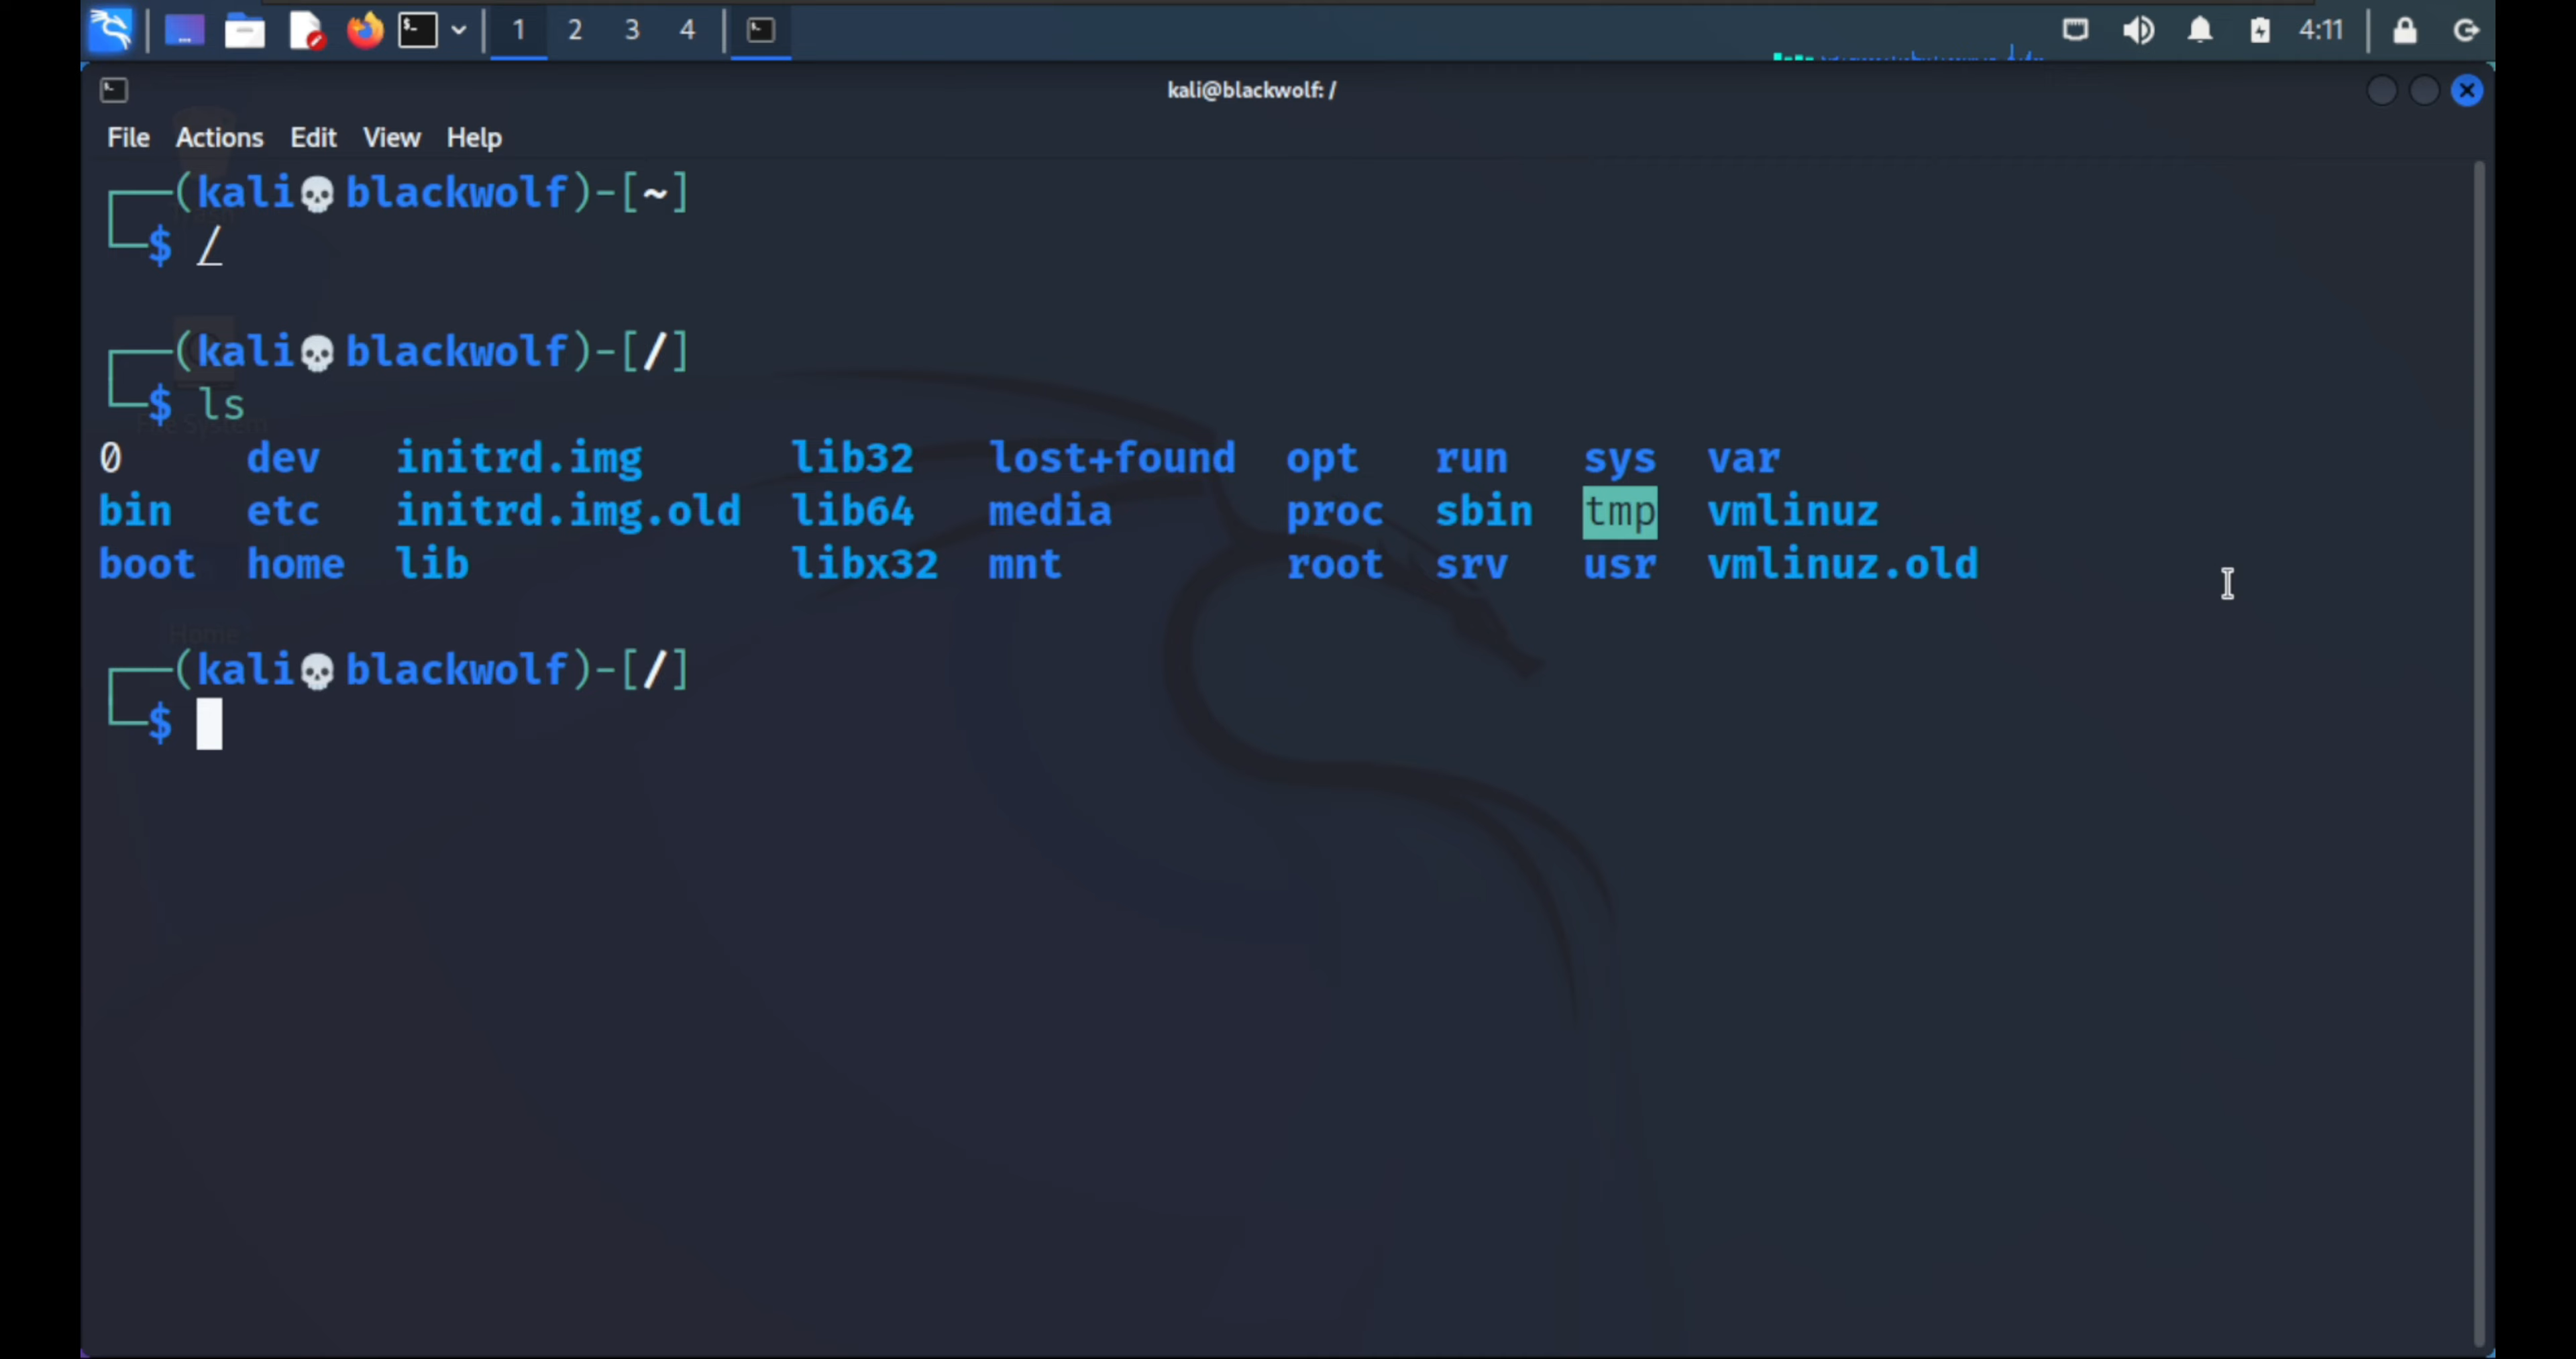 1 2 3 4 4:11
kali@blackwolf: /
File Actions Edit View Help
┌──(kali💀blackwolf)-[~]
└─$ /
┌──(kali💀blackwolf)-[/]
└─$ ls
0 dev initrd.img lib32 lost+found opt run sys var
bin etc initrd.img.old lib64 media proc sbin tmp vmlinuz
boot home lib libx32 mnt root srv usr vmlinuz.old
Home
┌──(kali💀blackwolf)-[/]
└─$